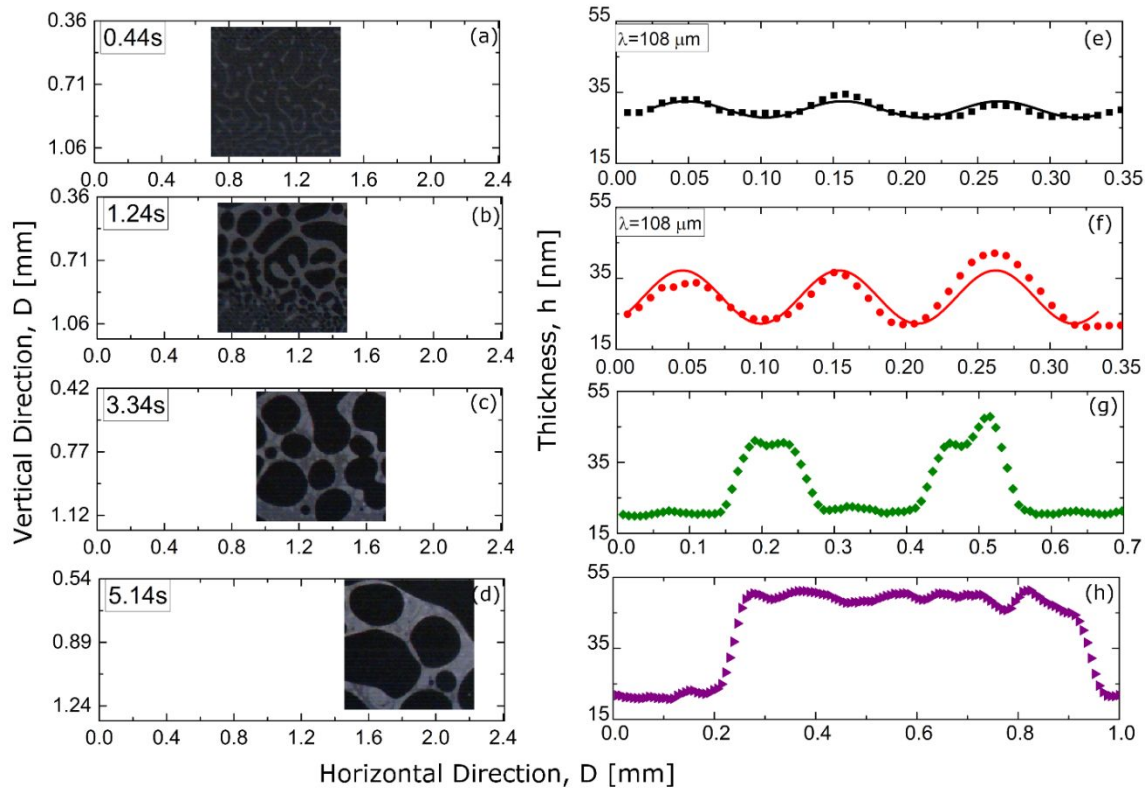 Vertical Direction, D [mm]
0.44s
(a)
0.36
0.71
1.06
0.0 0.4 0.8 1.2 1.6 2.0 2.4
1.24s
(b)
0.36
0.71
1.06
0.0 0.4 0.8 1.2 1.6 2.0 2.4
3.34s
(c)
0.42
0.77
1.12
0.0 0.4 0.8 1.2 1.6 2.0 2.4
5.14s
(d)
0.54
0.89
1.24
0.0 0.4 0.8 1.2 1.6 2.0 2.4
Thickness, h [nm]
λ=108 μm
(e)
55
35
15
0.00 0.05 0.10 0.15 0.20 0.25 0.30 0.35
λ=108 μm
(f)
55
35
15
0.00 0.05 0.10 0.15 0.20 0.25 0.30 0.35
(g)
55
35
15
0.0 0.1 0.2 0.3 0.4 0.5 0.6 0.7
(h)
55
35
15
0.0 0.2 0.4 0.6 0.8 1.0
Horizontal Direction, D [mm]